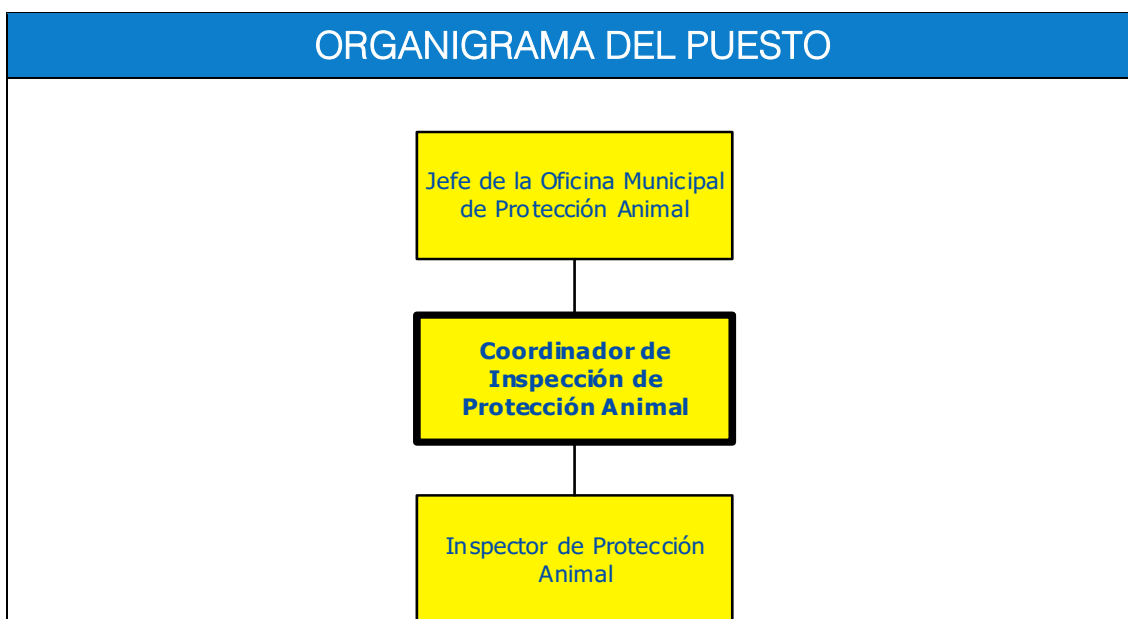 ORGANIGRAMA DEL PUESTO
Jefe de la Oficina Municipal
de Protección Animal
Coordinador de
Inspección de
Protección Animal
Inspector de Protección
Animal